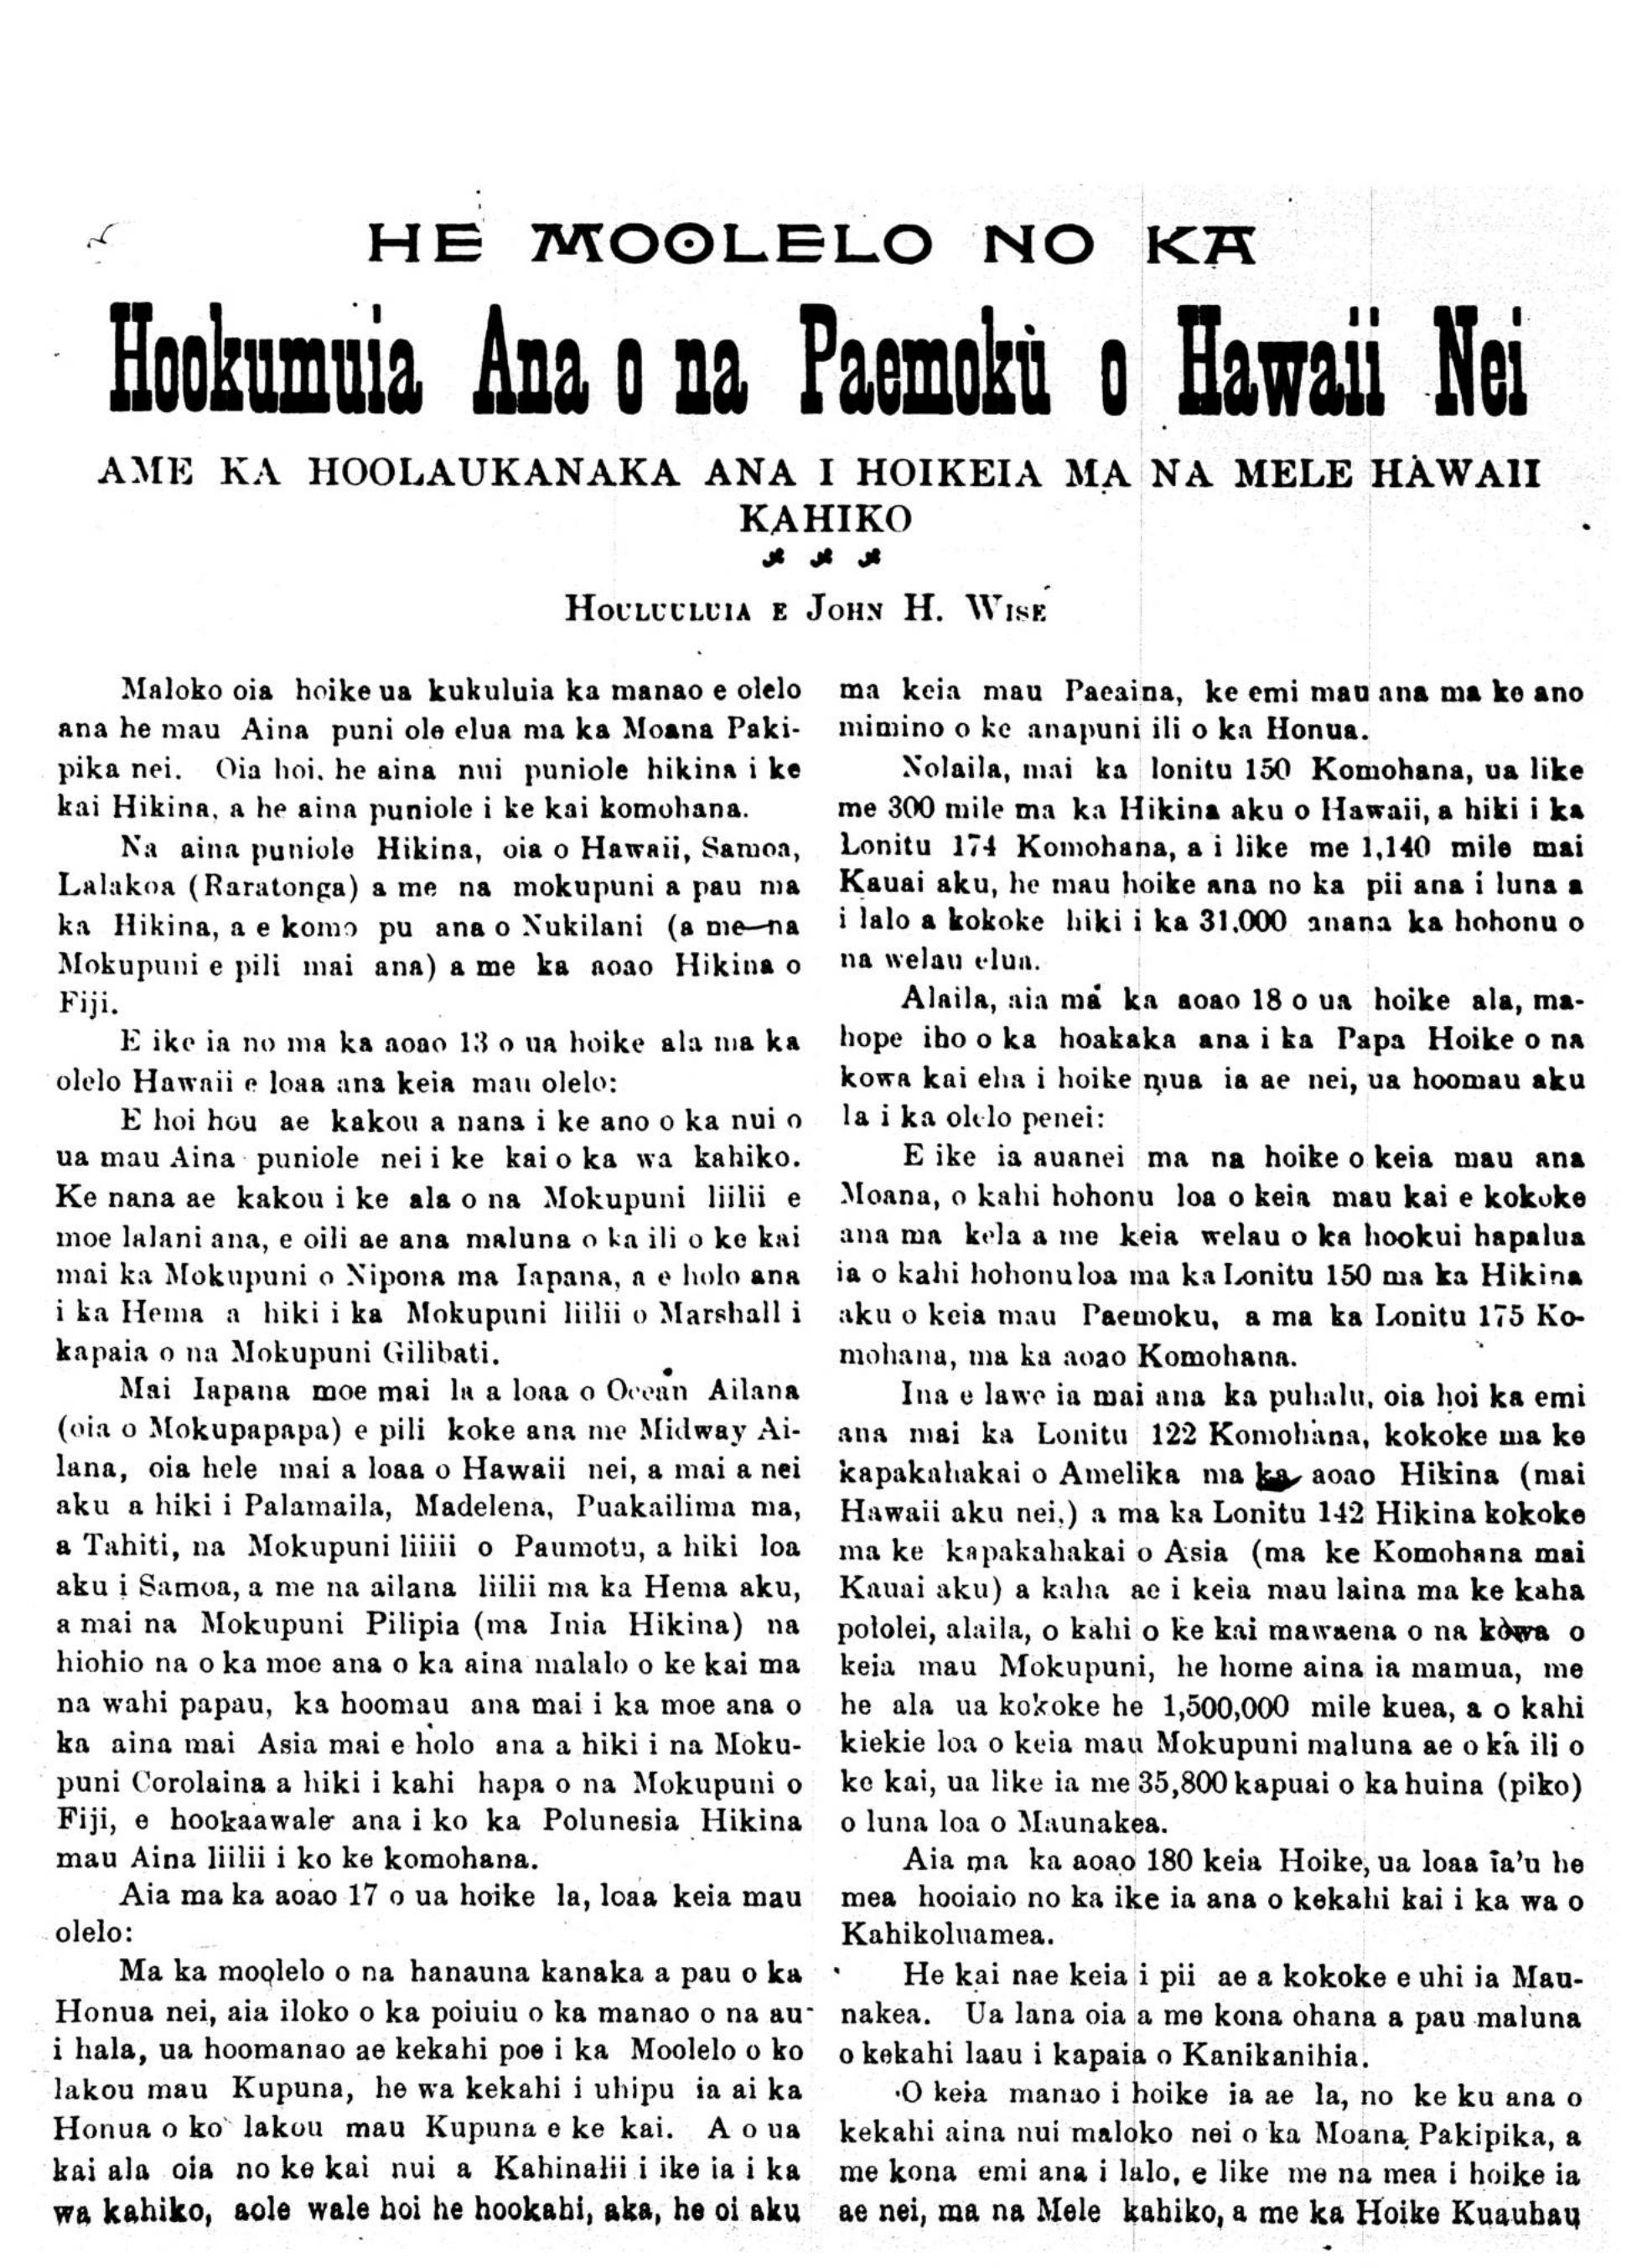 HE MOOLELO NO KA
Hookumuia Ana o na Paemoku o Hawaii Nei
AME KA HOOLAUKANAKA ANA I HOIKEIA MA NA MELE HAWAII
KAHIKO
HOULUULUIA E JOHN H. WISE
Maloko oia hoike ua kukuluia ka manao e olelo
ana he mau Aina puni ole elua ma ka Moana Paki-
pika nei. Oia hoi, he aina nui puniole hikina i ke
kai Hikina, a he aina puniole i ke kai komohana.
Na aina puniole Hikina, oia o Hawaii, Samoa,
Lalakoa (Raratonga) a me na mokupuni a pau ma
ka Hikina, a e komo pu ana o Nukilani (a me na
Mokupuni e pili mai ana) a me ka aoao Hikina o
Fiji.
E ike ia no ma ka aoao 13 o ua hoike ala ma ka
olelo Hawaii e loaa ana keia mau olelo:
E hoi hou ae kakou a nana i ke ano o ka nui o
ua mau Aina puniole nei i ke kai o ka wa kahiko.
Ke nana ae kakou i ke ala o na Mokupuni liilii e
moe lalani ana, e oili ae ana maluna o ka ili o ke kai
mai ka Mokupuni o Nipona ma Iapana, a e holo ana
i ka Hema a hiki i ka Mokupuni liilii o Marshall i
kapaia o na Mokupuni Gilibati.
Mai Iapana moe mai la a loaa o Ocean Ailana
(oia o Mokupapapa) e pili koke ana me Midway Ai-
lana, oia hele mai a loaa o Hawaii nei, a mai a nei
aku a hiki i Palamaila, Madelena, Puakailima ma,
a Tahiti, na Mokupuni liiiii o Paumotu, a hiki loa
aku i Samoa, a me na ailana liilii ma ka Hema aku,
a mai na Mokupuni Pilipia (ma Inia Hikina) na
hiohio na o ka moe ana o ka aina malalo o ke kai ma
na wahi papau, ka hoomau ana mai i ka moe ana o
ka aina mai Asia mai e holo ana a hiki i na Moku-
puni Corolaina a hiki i kahi hapa o na Mokupuni o
Fiji, e hookaawale ana i ko ka Polunesia Hikina
mau Aina liilii i ko ke komohana.
Aia ma ka aoao 17 o ua hoike la, loaa keia mau
olelo:
Ma ka moolelo o na hanauna kanaka a pau o ka
Honua nei, aia iloko o ka poiuiu o ka manao o na au
i hala, ua hoomanao ae kekahi poe i ka Moolelo o ko
lakou mau Kupuna, he wa kekahi i uhipu ia ai ka
Honua o ko lakou mau Kupuna e ke kai. A o ua
kai ala oia no ke kai nui a Kahinalii i ike ia i ka
wa kahiko, aole wale hoi he hookahi, aka, he oi aku
ma keia mau Paeaina, ke emi mau ana ma ke ano
mimino o ke anapuni ili o ka Honua.
Nolaila, mai ka lonitu 150 Komohana, ua like
me 300 mile ma ka Hikina aku o Hawaii, a hiki i ka
Lonitu 174 Komohana, a i like me 1,140 mile mai
Kauai aku, he mau hoike ana no ka pii ana i luna a
i lalo a kokoke hiki i ka 31,000 anana ka hohonu o
na welau elua.
Alaila, aia ma ka aoao 18 o ua hoike ala, ma-
hope iho o ka hoakaka ana i ka Papa Hoike o na
kowa kai eha i hoike mua ia ae nei, ua hoomau aku
la i ka olelo penei:
E ike ia auanei ma na hoike o keia mau ana
Moana, o kahi hohonu loa o keia mau kai e kokoke
ana ma kela a me keia welau o ka hookui hapalua
ia o kahi hohonuloa ma ka Lonitu 150 ma ka Hikina
aku o keia mau Paemoku, a ma ka Lonitu 175 Ko-
mohana, ma ka aoao Komohana.
Ina e lawe ia mai ana ka puhalu, oia hoi ka emi
ana mai ka Lonitu 122 Komohana, kokoke ma ke
kapakahakai o Amelika ma ka aoao Hikina (mai
Hawaii aku nei,) a ma ka Lonitu 142 Hikina kokoke
ma ke kapakahakai o Asia (ma ke Komohana mai
Kauai aku) a kaha ae i keia mau laina ma ke kaha
pololei, alaila, o kahi o ke kai mawaena o na kowa o
keia mau Mokupuni, he home aina ia mamua, me
he ala ua kokoke he 1,500,000 mile kuea, a o kahi
kiekie loa o keia mau Mokupuni maluna ae o ka ili o
ke kai, ua like ia me 35,800 kapuai o ka huina (piko)
o luna loa o Maunakea.
Aia ma ka aoao 180 keia Hoike, ua loaa ia'u he
mea hooiaio no ka ike ia ana o kekahi kai i ka wa o
Kahikoluamea.
He kai nae keia i pii ae a kokoke e uhi ia Mau-
nakea. Ua lana oia a me kona ohana a pau maluna
o kekahi laau i kapaia o Kanikanihia.
O keia manao i hoike ia ae la, no ke ku ana o
kekahi aina nui maloko nei o ka Moana Pakipika, a
me kona emi ana i lalo, e like me na mea i hoike ia
ae nei, ma na Mele kahiko, a me ka Hoike Kuauhau